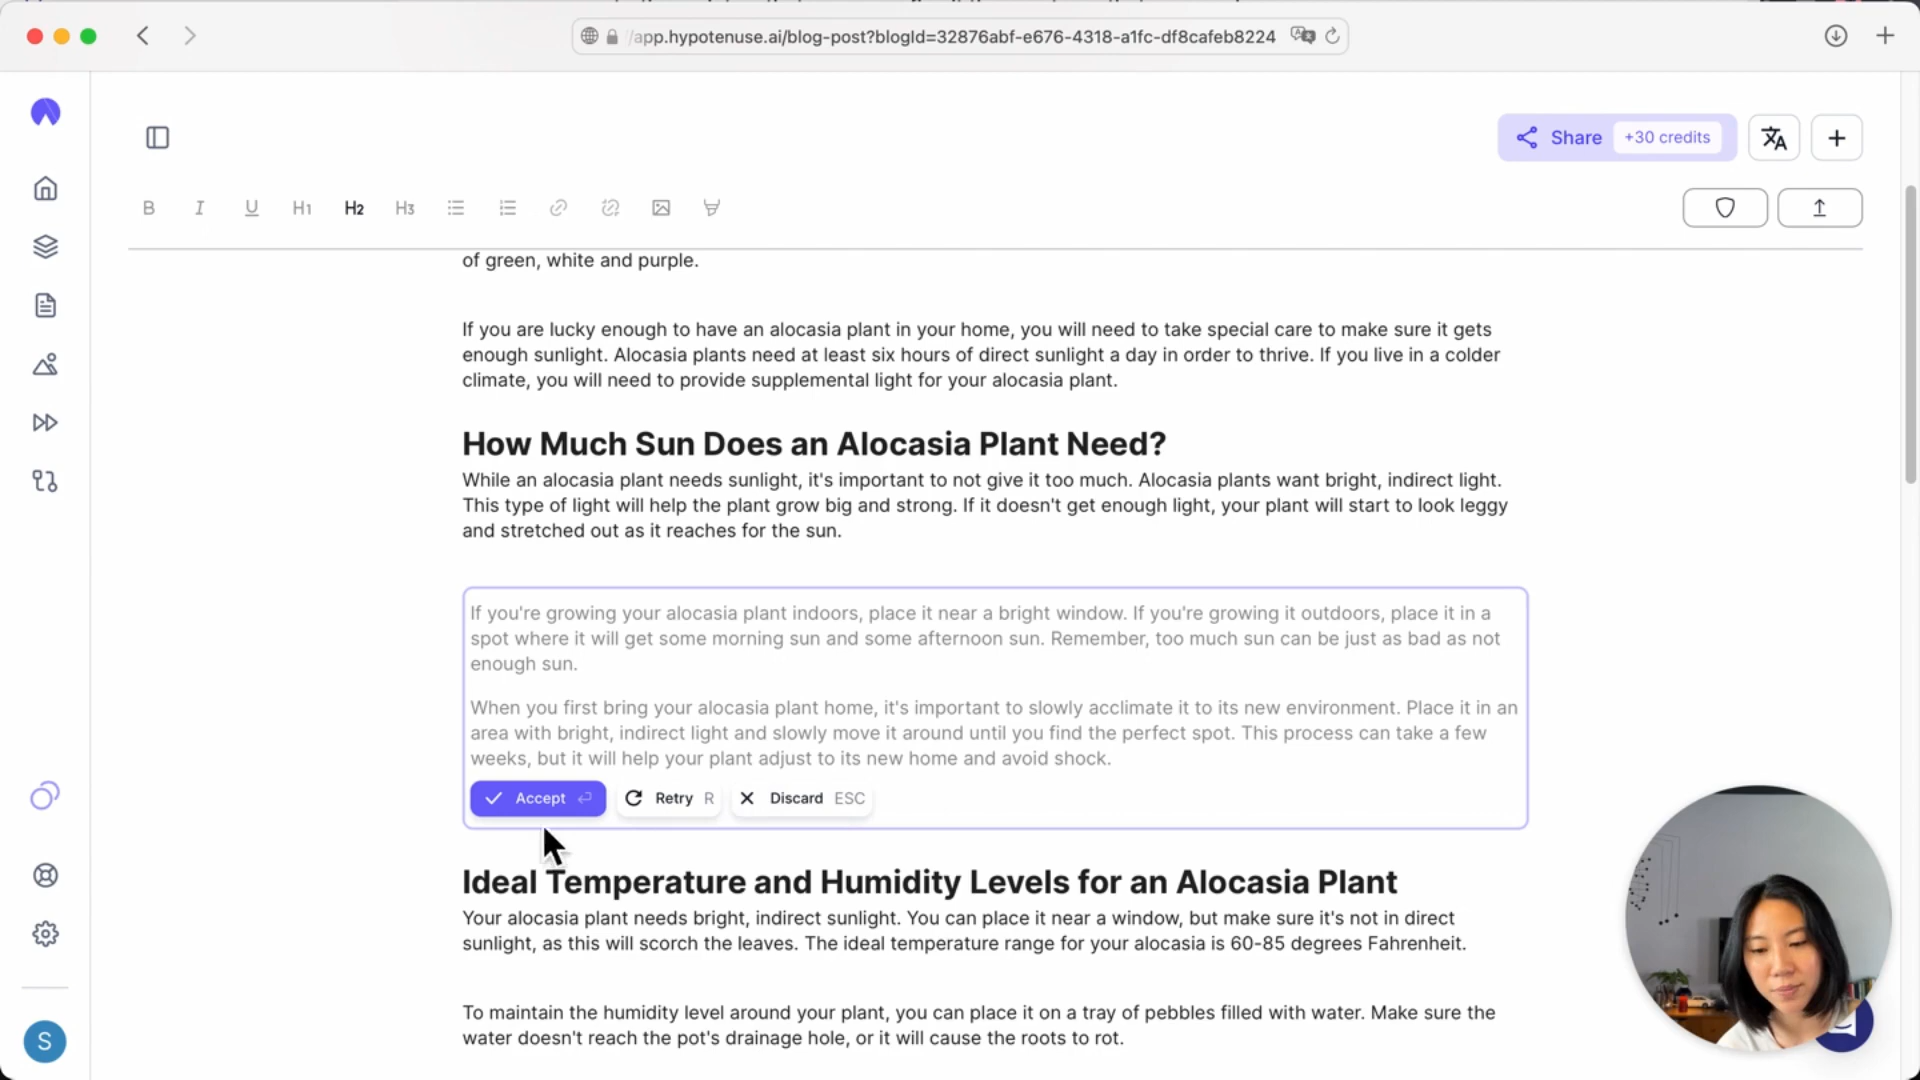 /app.hypotenuse.ai/blog-post?blogId=32876abf-e676-4318-a1fc-df8cafeb8224
Share +30 credits
B I U H1 H2 H3
of green, white and purple.
If you are lucky enough to have an alocasia plant in your home, you will need to take special care to make sure it gets
enough sunlight. Alocasia plants need at least six hours of direct sunlight a day in order to thrive. If you live in a colder
climate, you will need to provide supplemental light for your alocasia plant.
How Much Sun Does an Alocasia Plant Need?
While an alocasia plant needs sunlight, it's important to not give it too much. Alocasia plants want bright, indirect light.
This type of light will help the plant grow big and strong. If it doesn't get enough light, your plant will start to look leggy
and stretched out as it reaches for the sun.
If you're growing your alocasia plant indoors, place it near a bright window. If you're growing it outdoors, place it in a
spot where it will get some morning sun and some afternoon sun. Remember, too much sun can be just as bad as not
enough sun.
When you first bring your alocasia plant home, it's important to slowly acclimate it to its new environment. Place it in an
area with bright, indirect light and slowly move it around until you find the perfect spot. This process can take a few
weeks, but it will help your plant adjust to its new home and avoid shock.
Accept Retry R Discard ESC
Ideal Temperature and Humidity Levels for an Alocasia Plant
Your alocasia plant needs bright, indirect sunlight. You can place it near a window, but make sure it's not in direct
sunlight, as this will scorch the leaves. The ideal temperature range for your alocasia is 60-85 degrees Fahrenheit.
To maintain the humidity level around your plant, you can place it on a tray of pebbles filled with water. Make sure the
water doesn't reach the pot's drainage hole, or it will cause the roots to rot.
S